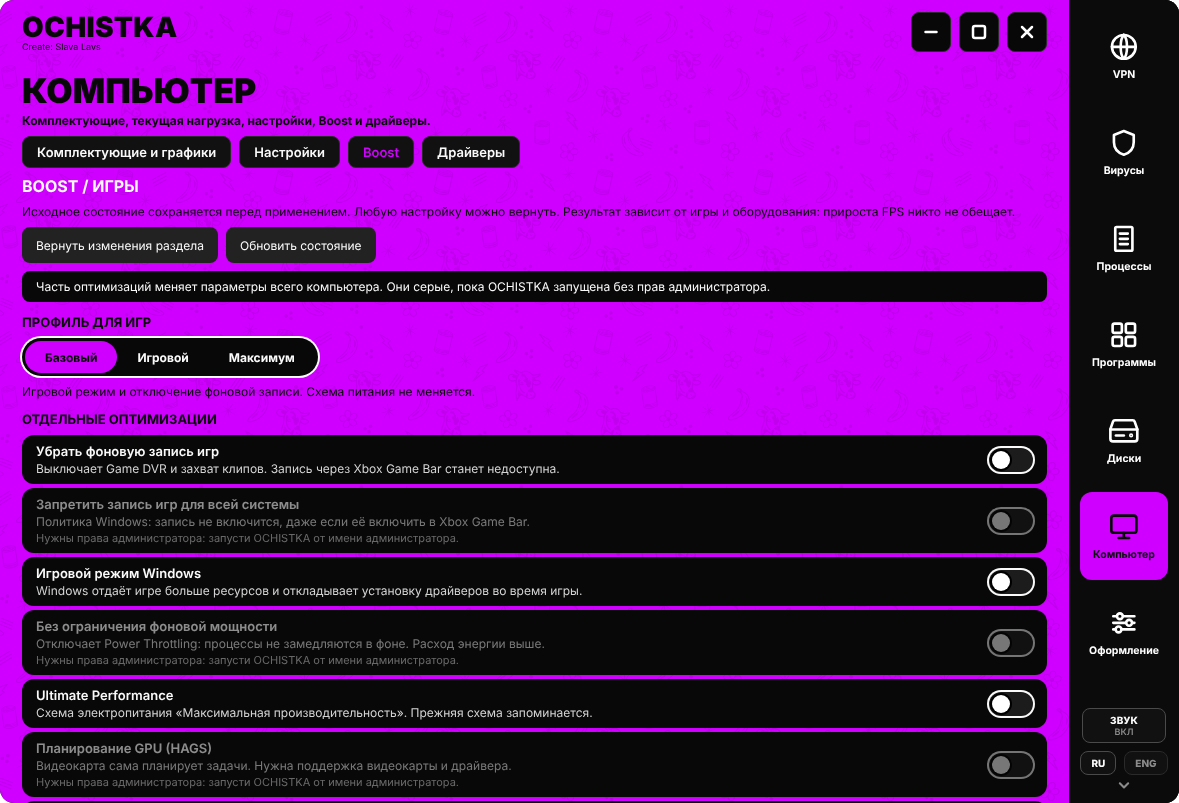 OCHISTKA
Create: Slava Lavs
КОМПЬЮТЕР
Комплектующие, текущая нагрузка, настройки, Boost и драйверы.
Комплектующие и графики
Настройки
Boost
Драйверы
BOOST / ИГРЫ
Исходное состояние сохраняется перед применением. Любую настройку можно вернуть. Результат зависит от игры и оборудования: прироста FPS никто не обещает.
Вернуть изменения раздела
Обновить состояние
Часть оптимизаций меняет параметры всего компьютера. Они серые, пока OCHISTKA запущена без прав администратора.
ПРОФИЛЬ ДЛЯ ИГР
Базовый
Игровой
Максимум
Игровой режим и отключение фоновой записи. Схема питания не меняется.
ОТДЕЛЬНЫЕ ОПТИМИЗАЦИИ
Убрать фоновую запись игр
Выключает Game DVR и захват клипов. Запись через Xbox Game Bar станет недоступна.
Запретить запись игр для всей системы
Политика Windows: запись не включится, даже если её включить в Xbox Game Bar.
Нужны права администратора: запусти OCHISTKA от имени администратора.
Игровой режим Windows
Windows отдаёт игре больше ресурсов и откладывает установку драйверов во время игры.
Без ограничения фоновой мощности
Отключает Power Throttling: процессы не замедляются в фоне. Расход энергии выше.
Нужны права администратора: запусти OCHISTKA от имени администратора.
Ultimate Performance
Схема электропитания «Максимальная производительность». Прежняя схема запоминается.
Планирование GPU (HAGS)
Видеокарта сама планирует задачи. Нужна поддержка видеокарты и драйвера.
Нужны права администратора: запусти OCHISTKA от имени администратора.
VPN
Вирусы
Процессы
Программы
Диски
Компьютер
Оформление
ЗВУК
ВКЛ
RU
ENG